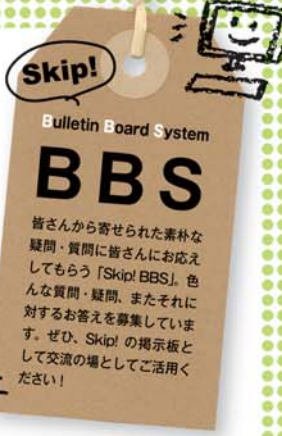 Skip!
Bulletin Board System
BBS
皆さんから寄せられた素朴な
疑問・質問に皆さんにお応え
してもらう「Skip! BBS」。色
んな質問・疑問、またそれに
対するお答えを募集していま
す。ぜひ、Skip! の掲示板と
して交流の場としてご活用く
ださい！